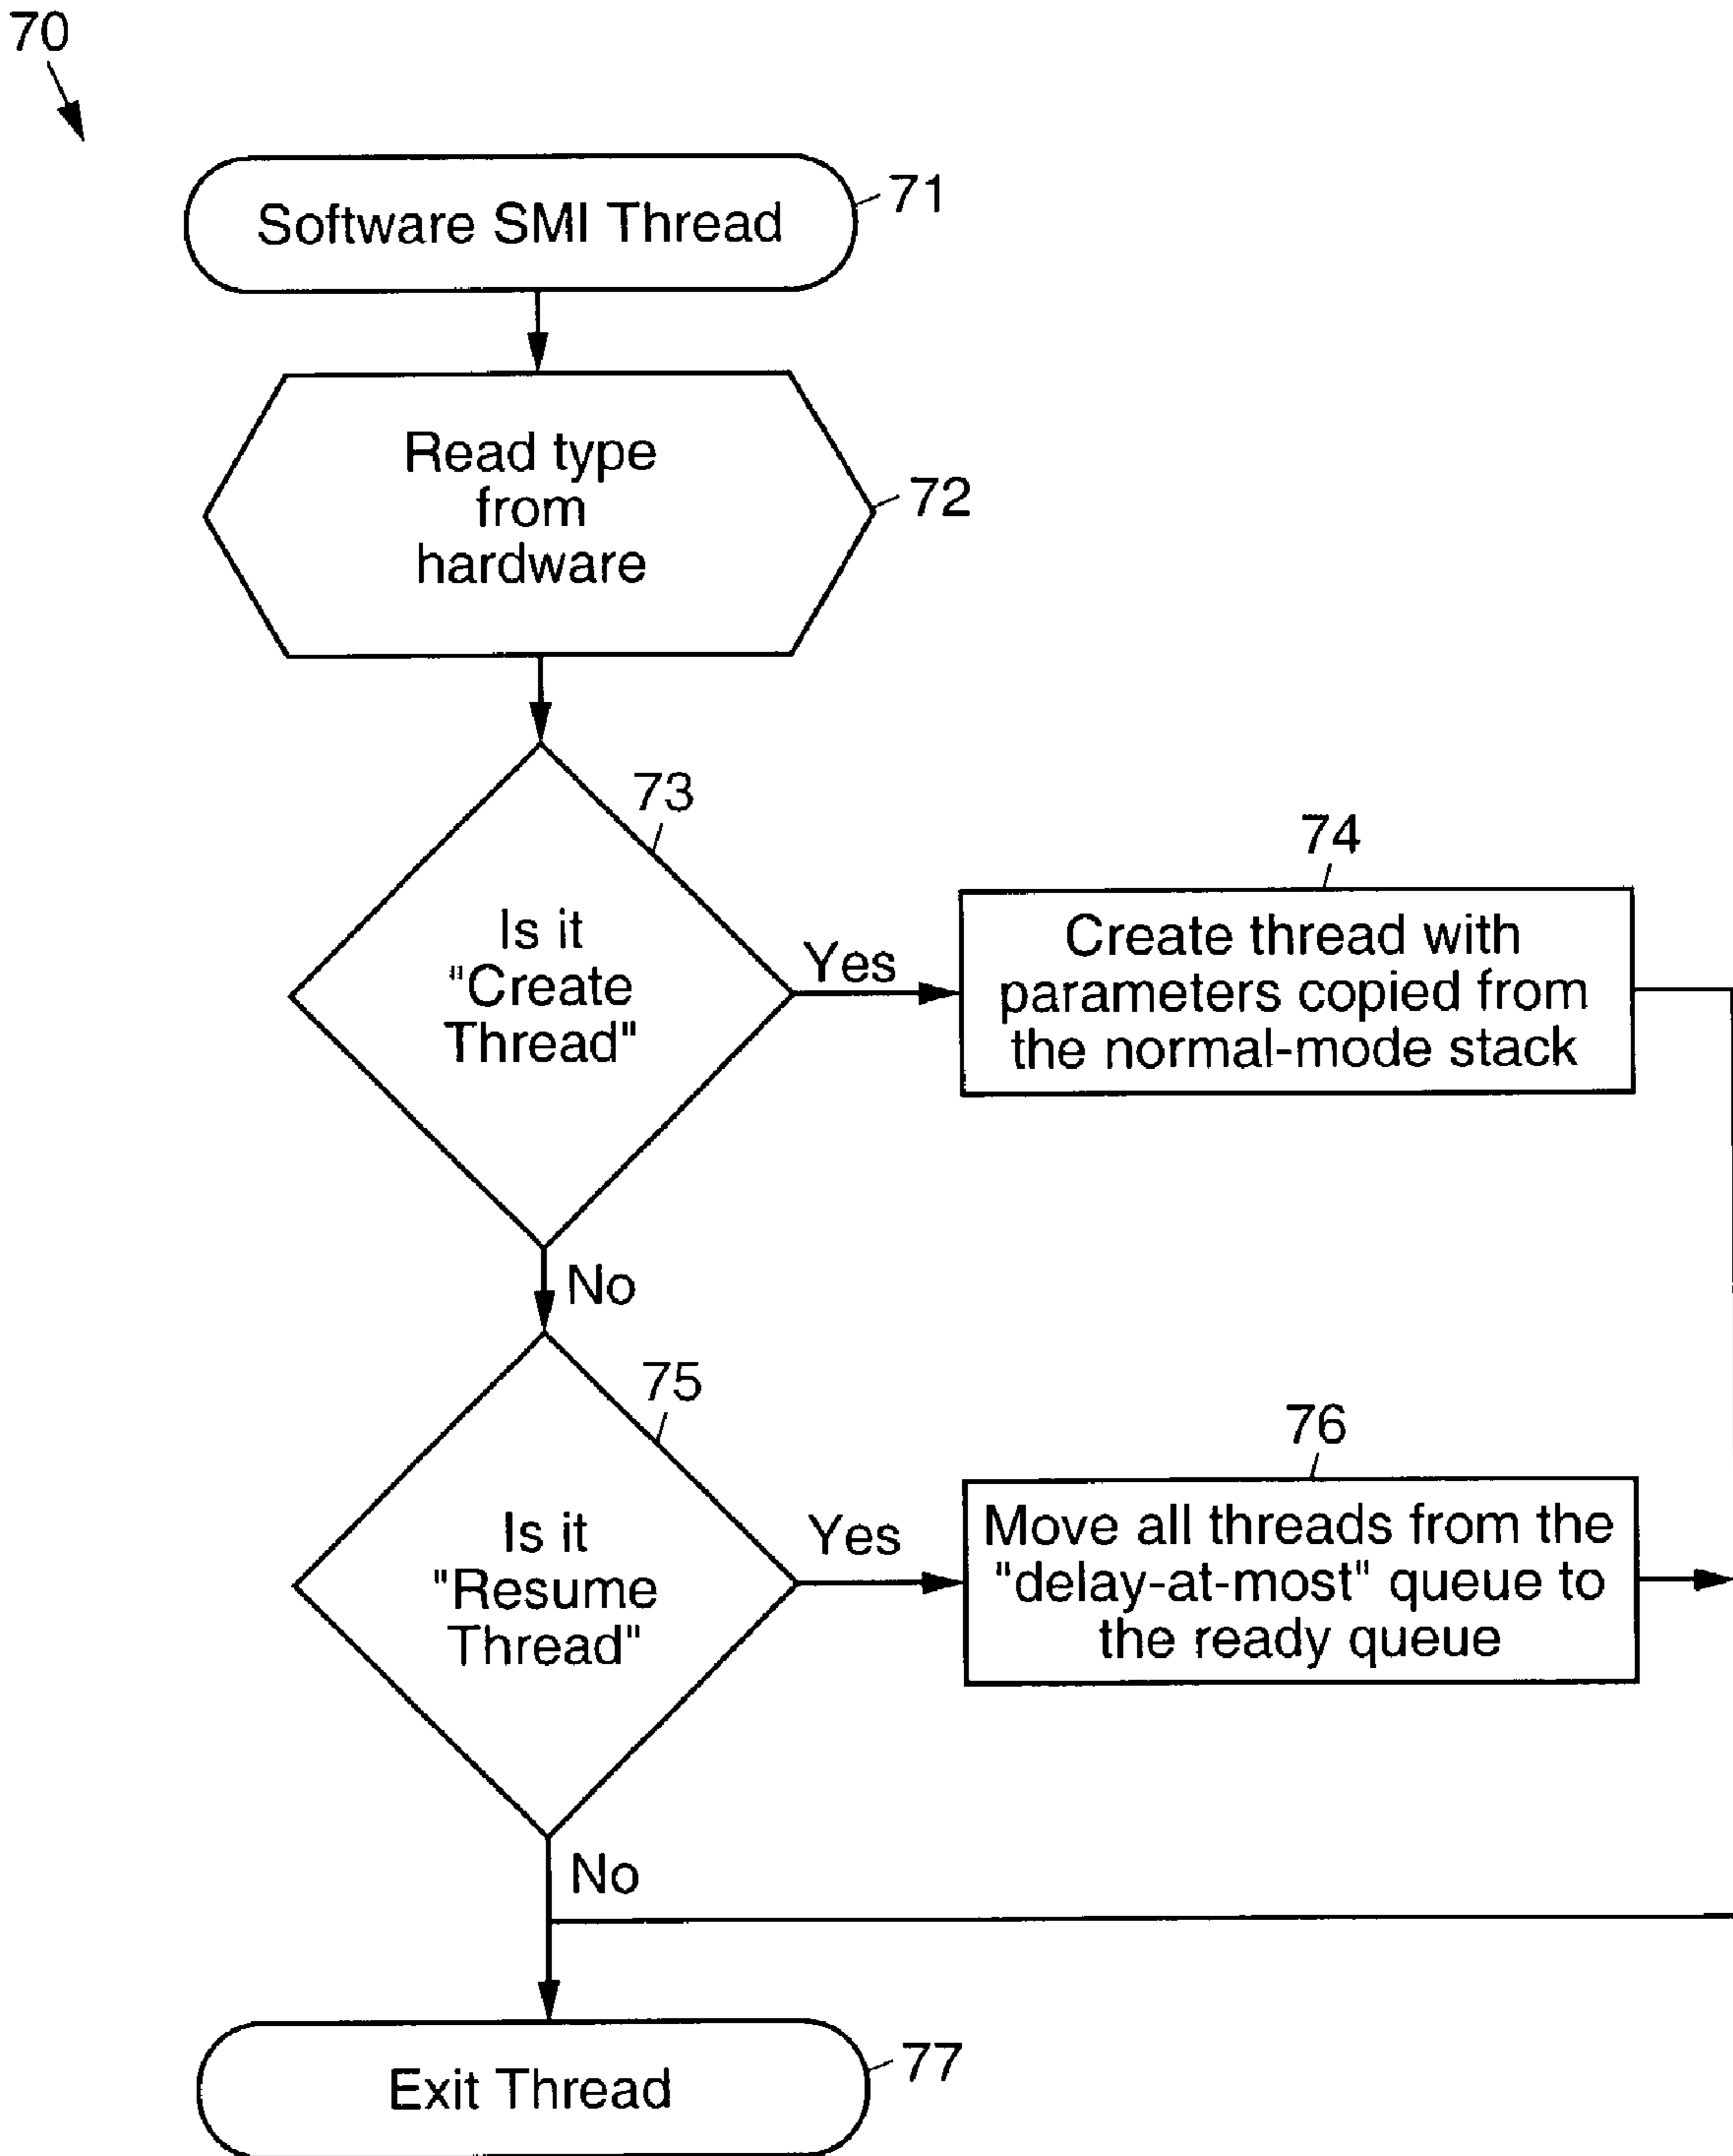 70
Software SMI Thread
71
Read type
from
hardware
72
73
Is it
"Create
Thread"
Yes
74
Create thread with
parameters copied from
the normal-mode stack
No
75
Is it
"Resume
Thread"
Yes
76
Move all threads from the
"delay-at-most" queue to
the ready queue
No
Exit Thread
77